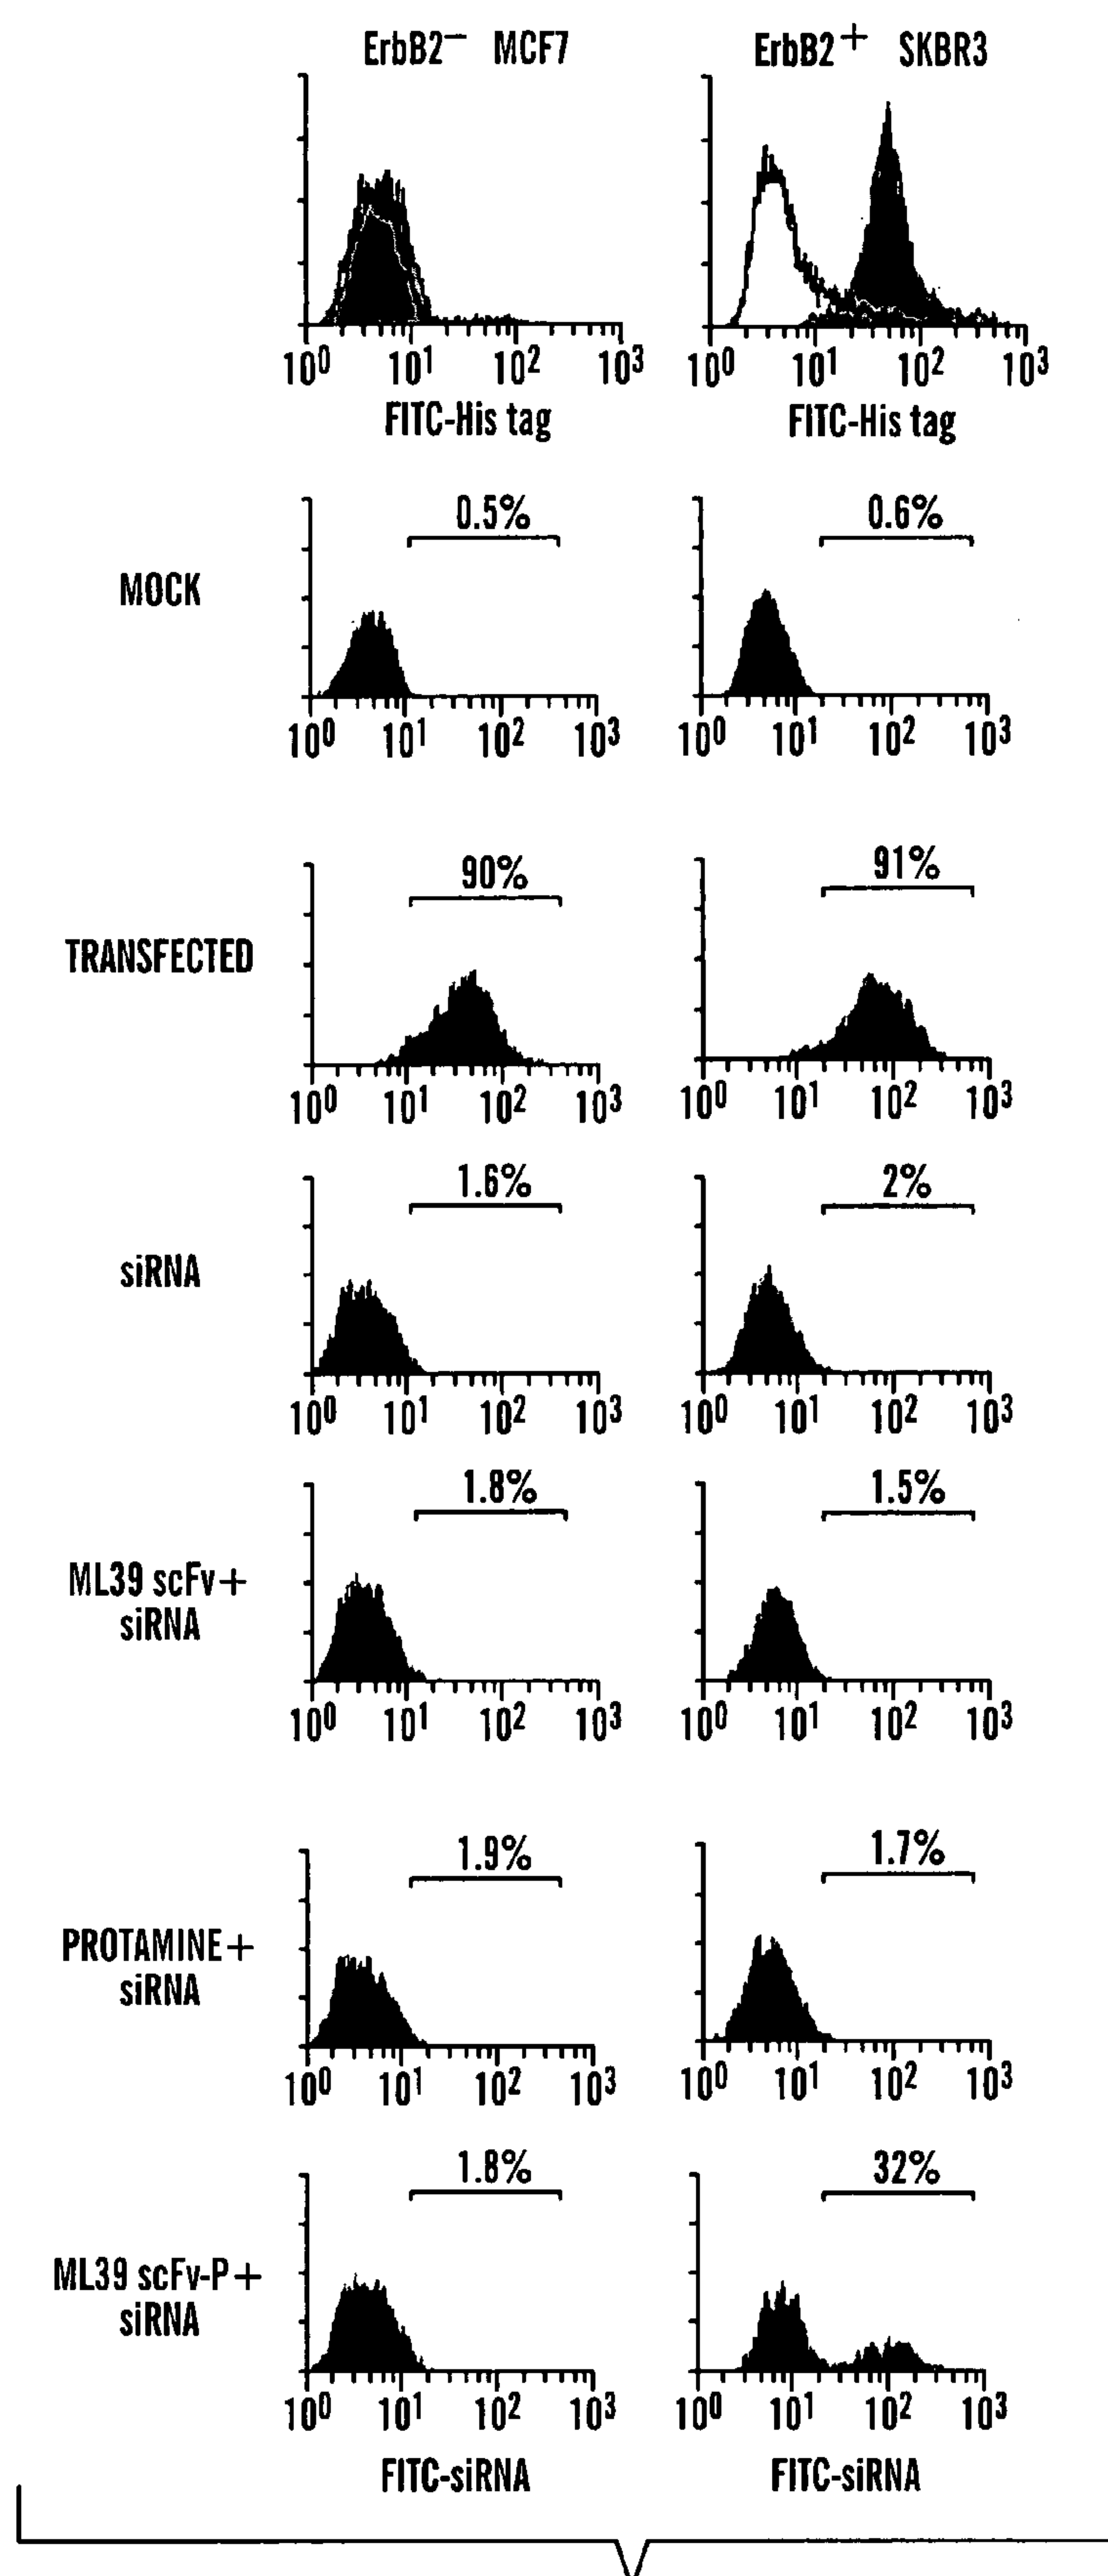 ErbB2⁻ MCF7
ErbB2⁺ SKBR3
10⁰ 10¹ 10² 10³
10⁰ 10¹ 10² 10³
FITC-His tag
FITC-His tag
MOCK
0.5%
0.6%
10⁰ 10¹ 10² 10³
10⁰ 10¹ 10² 10³
TRANSFECTED
90%
91%
10⁰ 10¹ 10² 10³
10⁰ 10¹ 10² 10³
siRNA
1.6%
2%
10⁰ 10¹ 10² 10³
10⁰ 10¹ 10² 10³
ML39 scFv+
siRNA
1.8%
1.5%
10⁰ 10¹ 10² 10³
10⁰ 10¹ 10² 10³
PROTAMINE+
siRNA
1.9%
1.7%
10⁰ 10¹ 10² 10³
10⁰ 10¹ 10² 10³
ML39 scFv-P+
siRNA
1.8%
32%
10⁰ 10¹ 10² 10³
10⁰ 10¹ 10² 10³
FITC-siRNA
FITC-siRNA